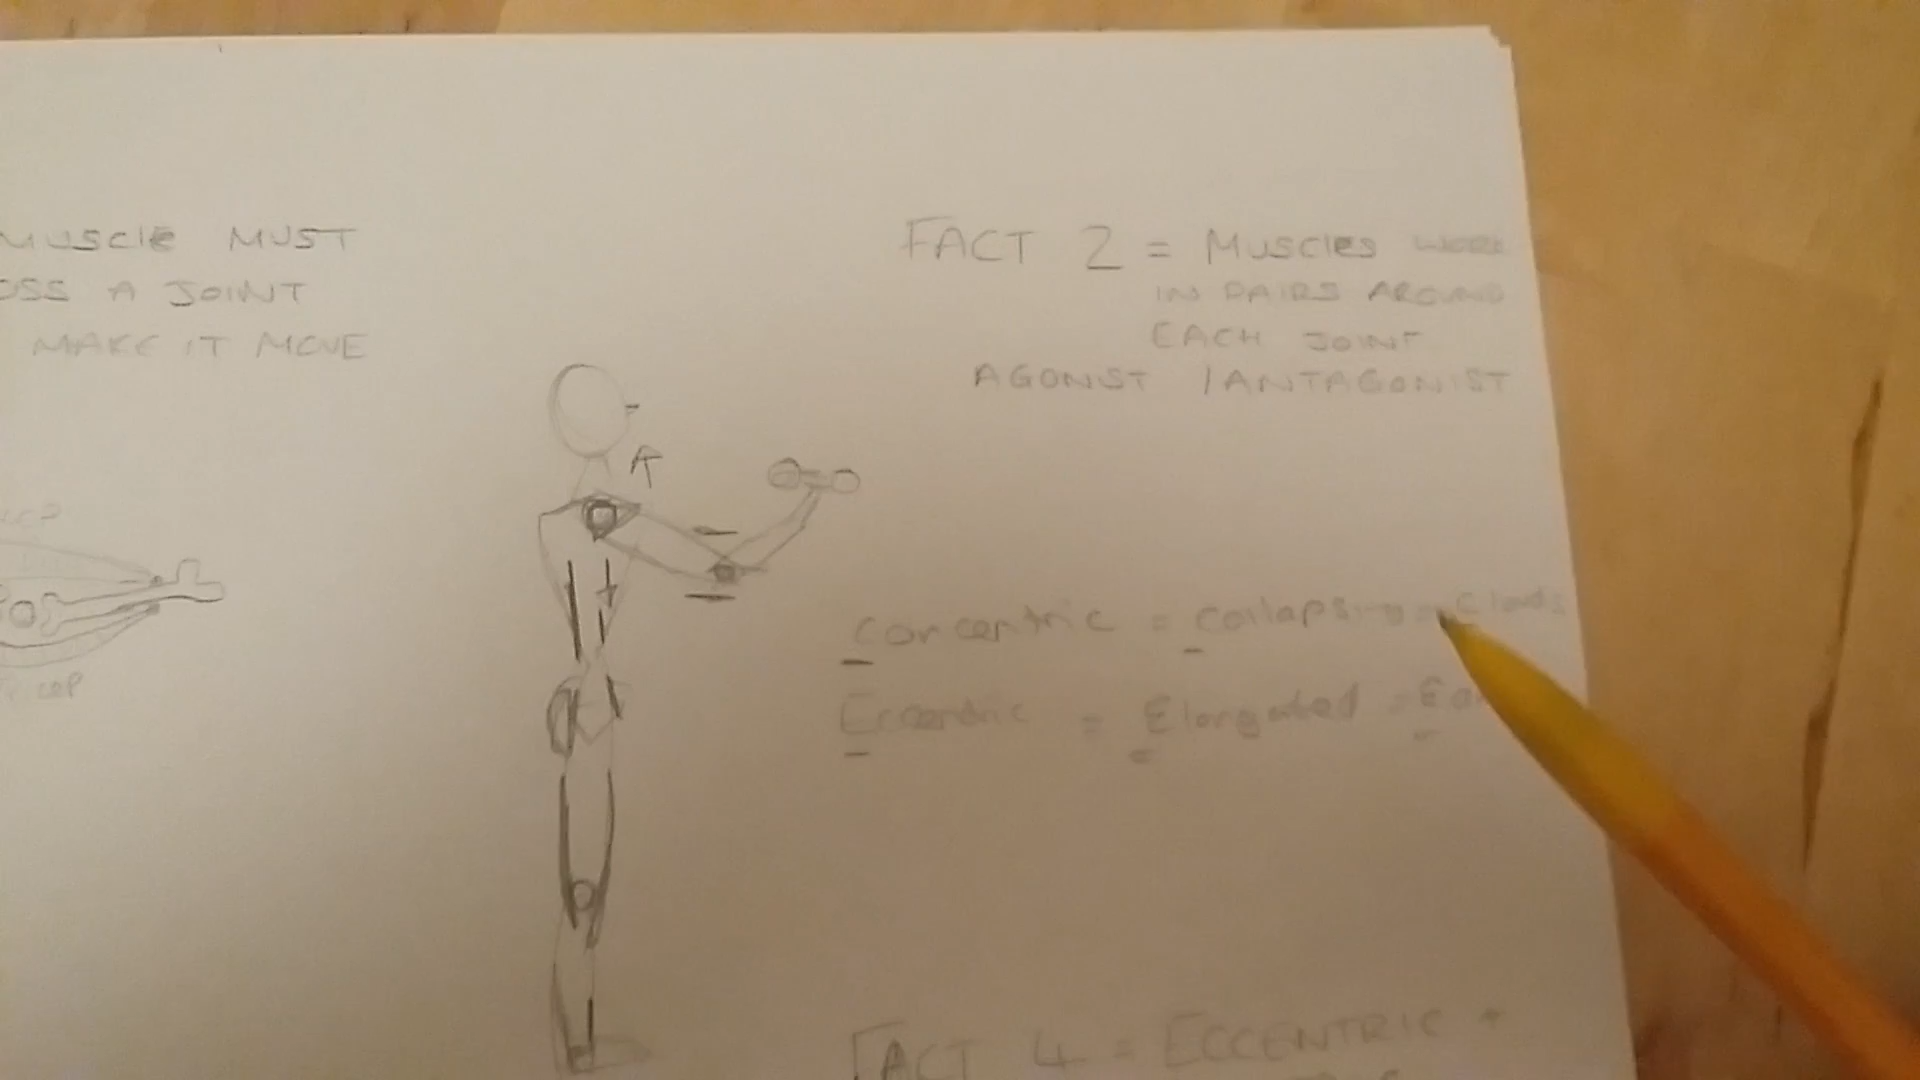 MUSCLE MUST
OSS A JOINT
MAKE IT MOVE
FACT 2 = MUSCLES WORK
IN PAIRS AROUND
EACH JOINT
AGONIST / ANTAGONIST
Concentric = collapsing =
Eccentric = Elongated =
FACT 4 = ECCENTRIC +